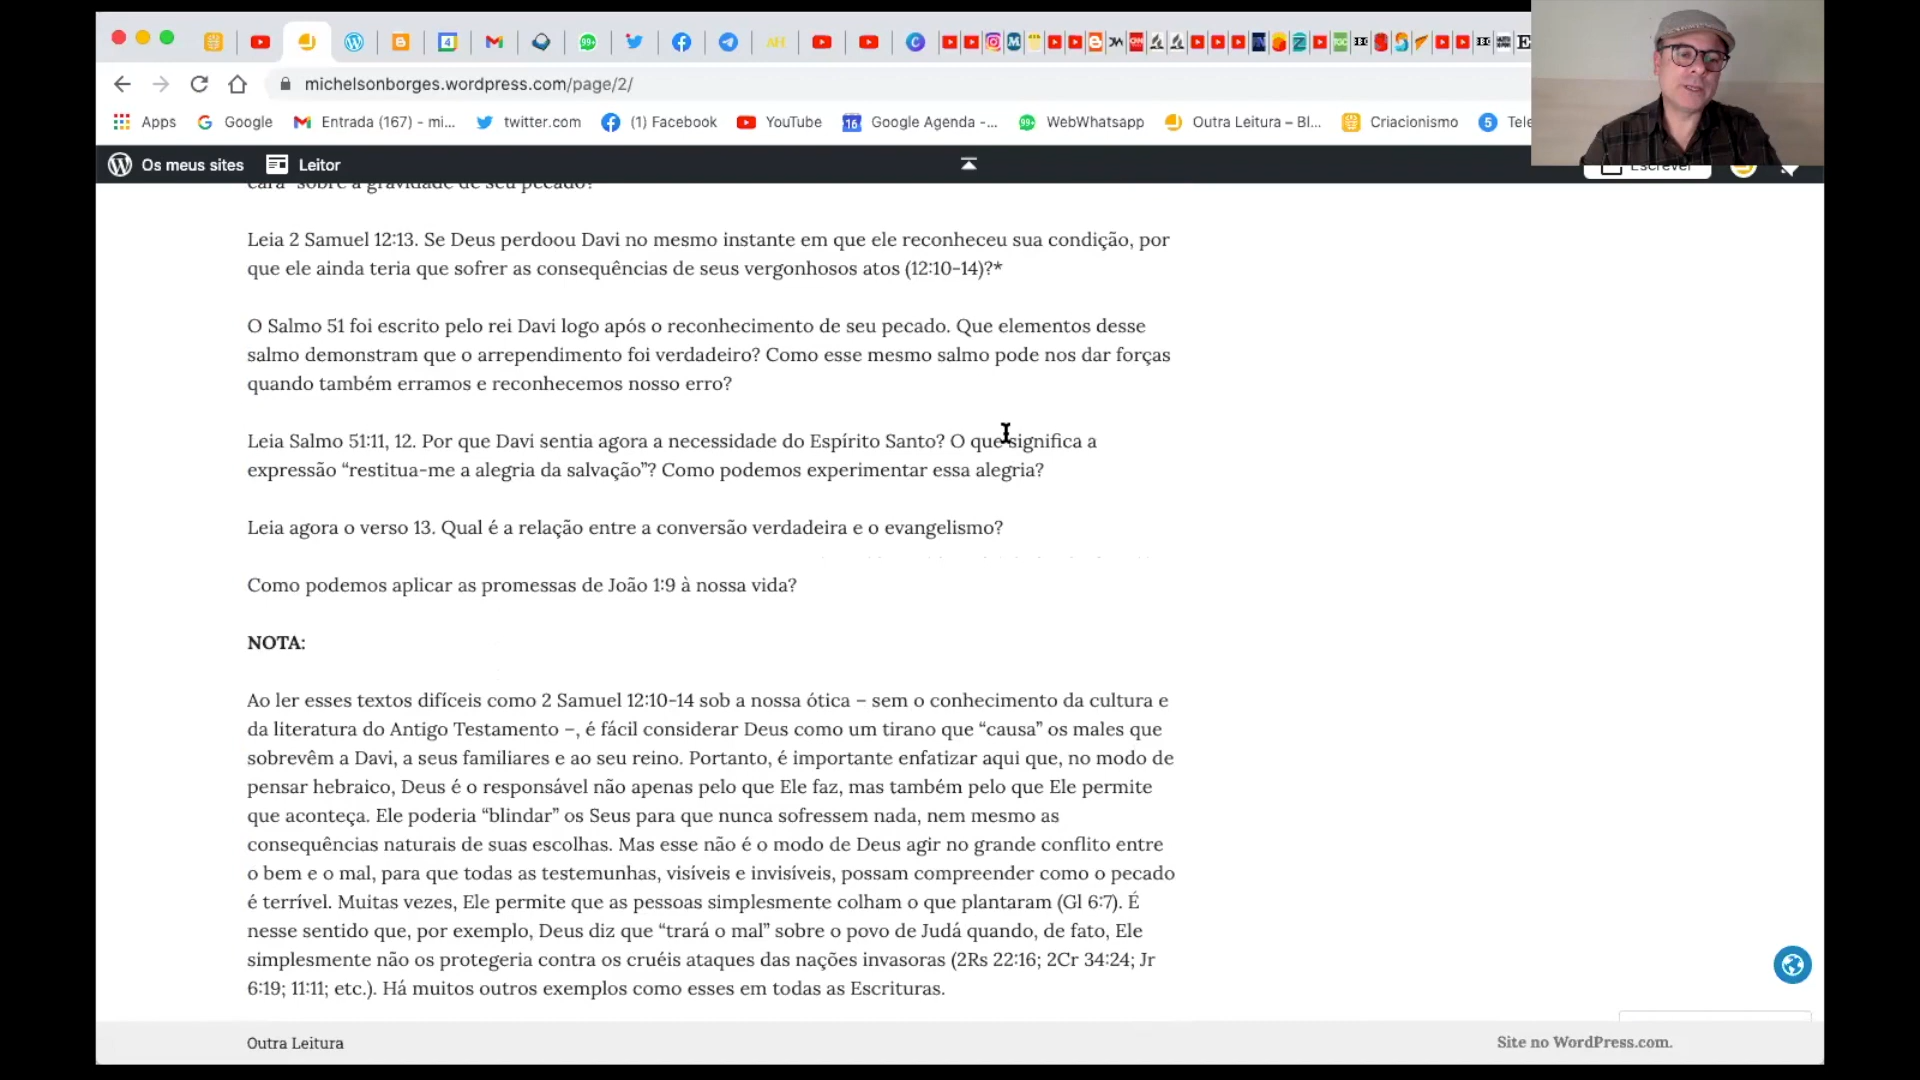 michelsonborges.wordpress.com/page/2/
Apps Google Entrada (167) - mi... twitter.com (1) Facebook YouTube Google Agenda -... WebWhatsapp Outra Leitura – Bl... Criacionismo Tele
Os meus sites Leitor Escrever
cara" sobre a gravidade de seu pecado?
Leia 2 Samuel 12:13. Se Deus perdoou Davi no mesmo instante em que ele reconheceu sua condição, por
que ele ainda teria que sofrer as consequências de seus vergonhosos atos (12:10-14)?*
O Salmo 51 foi escrito pelo rei Davi logo após o reconhecimento de seu pecado. Que elementos desse
salmo demonstram que o arrependimento foi verdadeiro? Como esse mesmo salmo pode nos dar forças
quando também erramos e reconhecemos nosso erro?
Leia Salmo 51:11, 12. Por que Davi sentia agora a necessidade do Espírito Santo? O que significa a
expressão “restitua-me a alegria da salvação”? Como podemos experimentar essa alegria?
Leia agora o verso 13. Qual é a relação entre a conversão verdadeira e o evangelismo?
Como podemos aplicar as promessas de João 1:9 à nossa vida?
NOTA:
Ao ler esses textos difíceis como 2 Samuel 12:10-14 sob a nossa ótica – sem o conhecimento da cultura e
da literatura do Antigo Testamento –, é fácil considerar Deus como um tirano que “causa” os males que
sobrevêm a Davi, a seus familiares e ao seu reino. Portanto, é importante enfatizar aqui que, no modo de
pensar hebraico, Deus é o responsável não apenas pelo que Ele faz, mas também pelo que Ele permite
que aconteça. Ele poderia “blindar” os Seus para que nunca sofressem nada, nem mesmo as
consequências naturais de suas escolhas. Mas esse não é o modo de Deus agir no grande conflito entre
o bem e o mal, para que todas as testemunhas, visíveis e invisíveis, possam compreender como o pecado
é terrível. Muitas vezes, Ele permite que as pessoas simplesmente colham o que plantaram (Gl 6:7). É
nesse sentido que, por exemplo, Deus diz que “trará o mal” sobre o povo de Judá quando, de fato, Ele
simplesmente não os protegeria contra os cruéis ataques das nações invasoras (2Rs 22:16; 2Cr 34:24; Jr
6:19; 11:11; etc.). Há muitos outros exemplos como esses em todas as Escrituras.
Outra Leitura Site no WordPress.com.